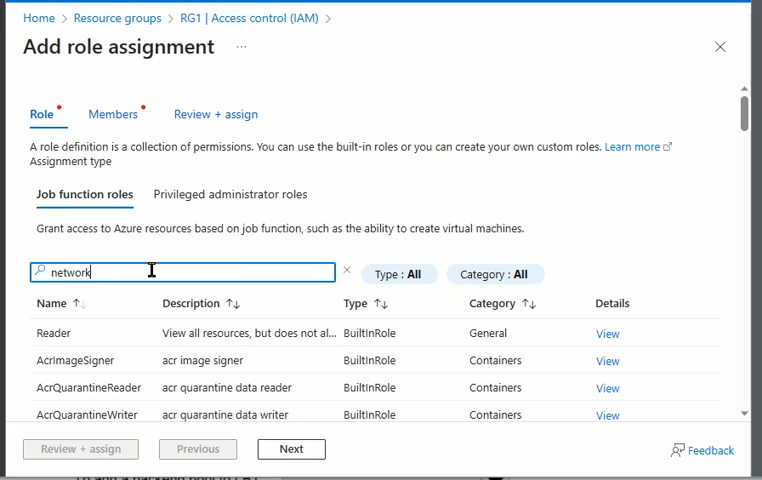 Home > Resource groups > RG1 | Access control (IAM) >
Add role assignment ...
Role Members Review + assign
A role definition is a collection of permissions. You can use the built-in roles or you can create your own custom roles. Learn more
Assignment type
Job function roles Privileged administrator roles
Grant access to Azure resources based on job function, such as the ability to create virtual machines.
network Type : All Category : All
Name Description Type Category Details
Reader View all resources, but does not al... BuiltInRole General View
AcrImageSigner acr image signer BuiltInRole Containers View
AcrQuarantineReader acr quarantine data reader BuiltInRole Containers View
AcrQuarantineWriter acr quarantine data writer BuiltInRole Containers View
Review + assign Previous Next Feedback